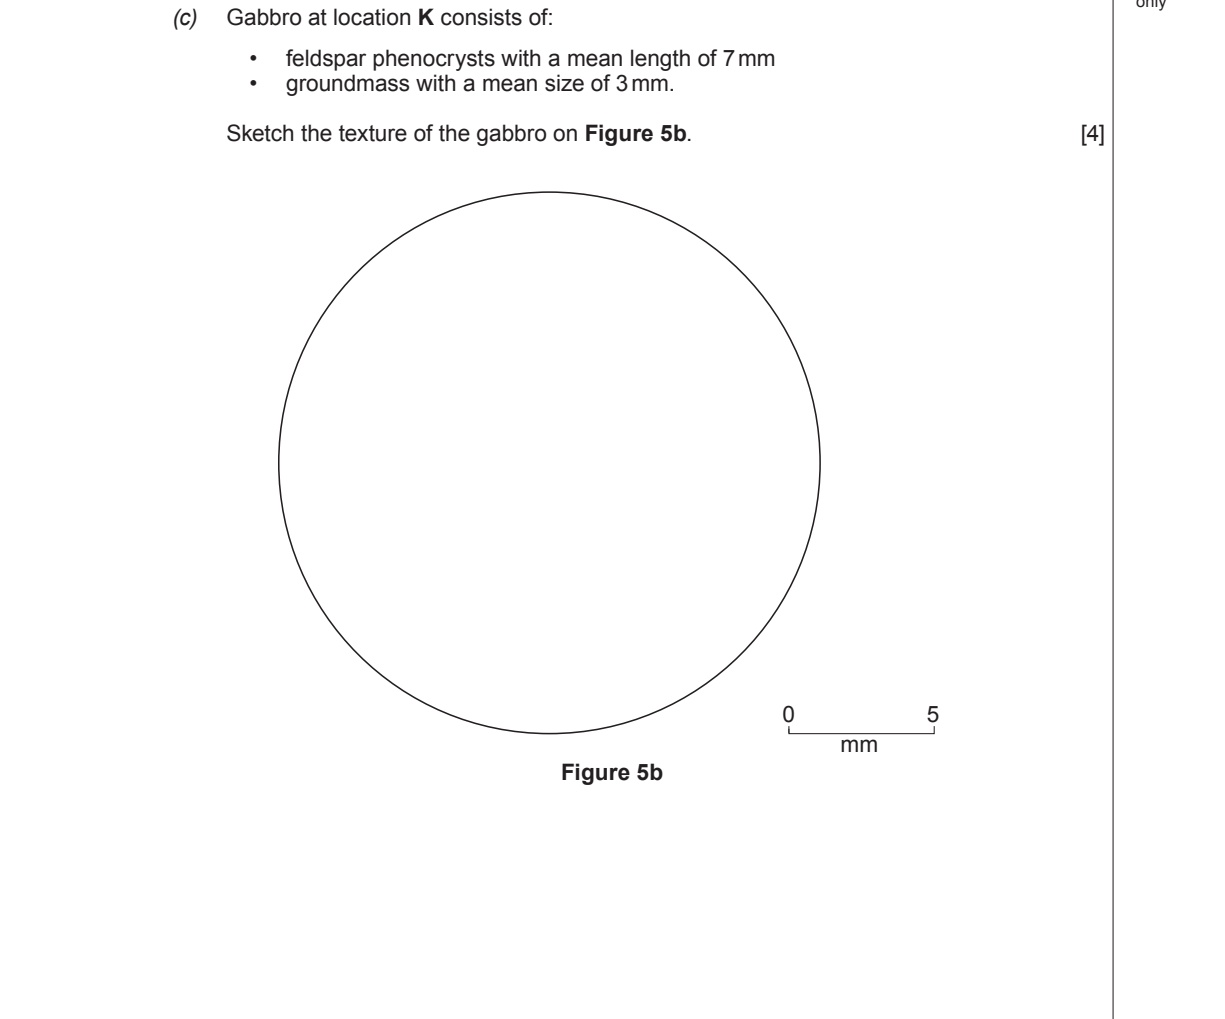 only
(c) Gabbro at location K consists of:
• feldspar phenocrysts with a mean length of 7 mm
• groundmass with a mean size of 3 mm.
Sketch the texture of the gabbro on Figure 5b. [4]
0 5
mm
Figure 5b